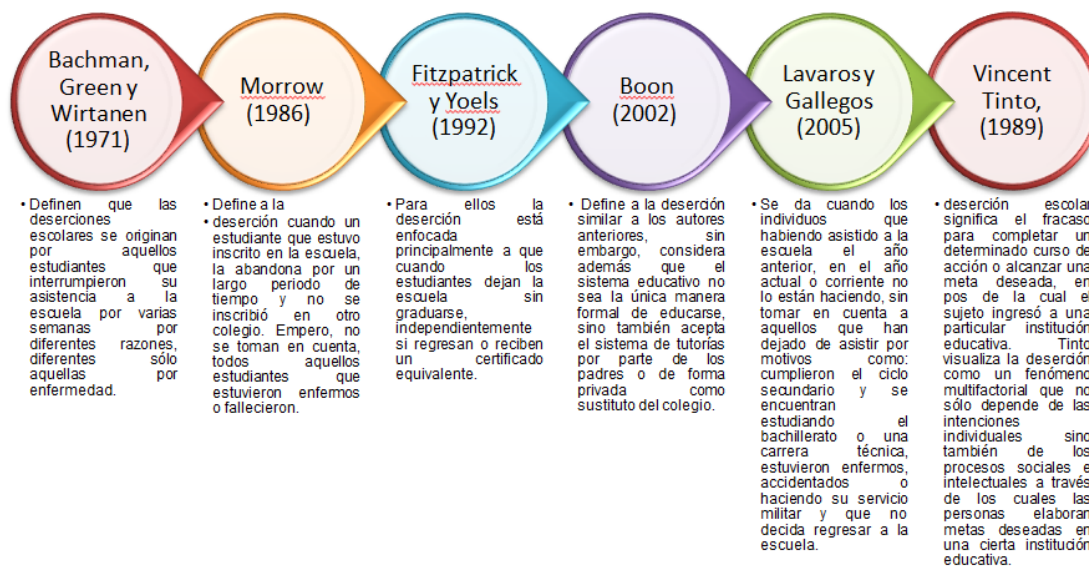 Bachman,
Green y
Wirtanen
(1971)
Morrow
(1986)
Fitzpatrick
y Yoels
(1992)
Boon
(2002)
Lavaros y
Gallegos
(2005)
Vincent
Tinto,
(1989)
• Definen que las
deserciones
escolares se originan
por aquellos
estudiantes que
interrumpieron su
asistencia a la
escuela por varias
semanas por
diferentes razones,
diferentes sólo
aquellas por
enfermedad.
• Define a la
• deserción cuando un
estudiante que estuvo
inscrito en la escuela,
la abandona por un
largo periodo de
tiempo y no se
inscribió en otro
colegio. Empero, no
se toman en cuenta,
todos aquellos
estudiantes que
estuvieron enfermos
o fallecieron.
• Para ellos la
deserción está
enfocada
principalmente a que
cuando los
estudiantes dejan la
escuela sin
graduarse,
independientemente
si regresan o reciben
un certificado
equivalente.
• Define a la deserción
similar a los autores
anteriores, sin
embargo, considera
además que el
sistema educativo no
sea la única manera
formal de educarse,
sino también acepta
el sistema de tutorías
por parte de los
padres o de forma
privada como
sustituto del colegio.
• Se da cuando los
individuos que
habiendo asistido a la
escuela el año
anterior, en el año
actual o corriente no
lo están haciendo, sin
tomar en cuenta a
aquellos que han
dejado de asistir por
motivos como:
cumplieron el ciclo
secundario y se
encuentran
estudiando el
bachillerato o una
carrera técnica,
estuvieron enfermos,
accidentados o
haciendo su servicio
militar y que no
decida regresar a la
escuela.
• deserción escolar
significa el fracaso
para completar un
determinado curso de
acción o alcanzar una
meta deseada, en
pos de la cual el
sujeto ingresó a una
particular institución
educativa. Tinto
visualiza la deserción
como un fenómeno
multifactorial que no
sólo depende de las
intenciones
individuales sino
también de los
procesos sociales e
intelectuales a través
de los cuales las
personas elaboran
metas deseadas en
una cierta institución
educativa.